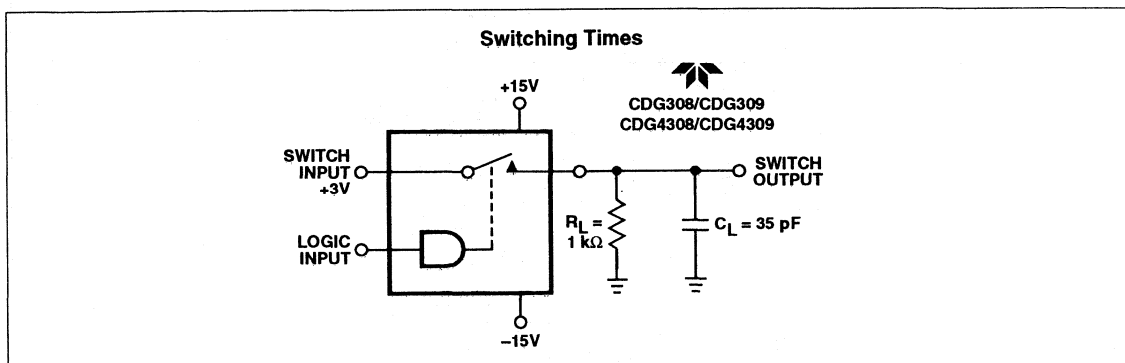 Switching Times
+15V
CDG308/CDG309
CDG4308/CDG4309
SWITCH
INPUT
+3V
SWITCH
OUTPUT
RL =
1 kΩ
CL = 35 pF
LOGIC
INPUT
–15V